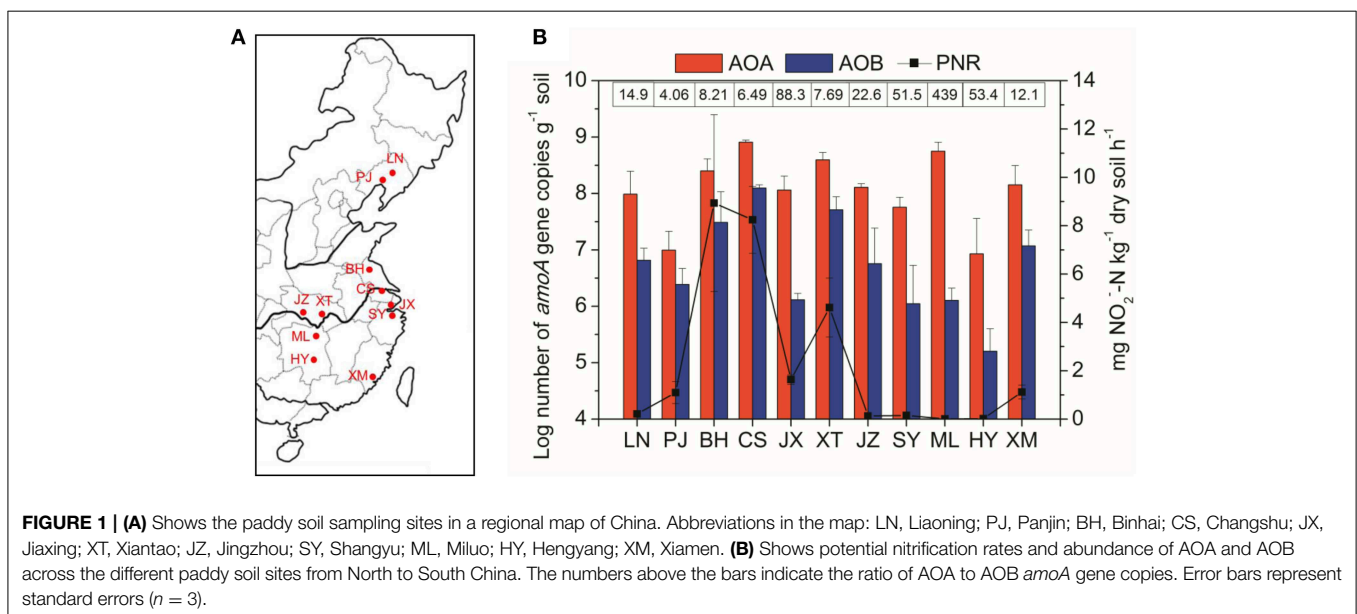 A
LN
PJ
BH
CS
JX
JZ XT
SY
ML
HY
XM
B
AOA AOB PNR
Log number of amoA gene copies g⁻¹ soil
10
9
8
7
6
5
4
14.9 4.06 8.21 6.49 88.3 7.69 22.6 51.5 439 53.4 12.1
14
12
10
8
6
4
2
0
mg NO₂⁻-N kg⁻¹ dry soil h⁻¹
LN PJ BH CS JX XT JZ SY ML HY XM
FIGURE 1 | (A) Shows the paddy soil sampling sites in a regional map of China. Abbreviations in the map: LN, Liaoning; PJ, Panjin; BH, Binhai; CS, Changshu; JX,
Jiaxing; XT, Xiantao; JZ, Jingzhou; SY, Shangyu; ML, Miluo; HY, Hengyang; XM, Xiamen. (B) Shows potential nitrification rates and abundance of AOA and AOB
across the different paddy soil sites from North to South China. The numbers above the bars indicate the ratio of AOA to AOB amoA gene copies. Error bars represent
standard errors (n = 3).